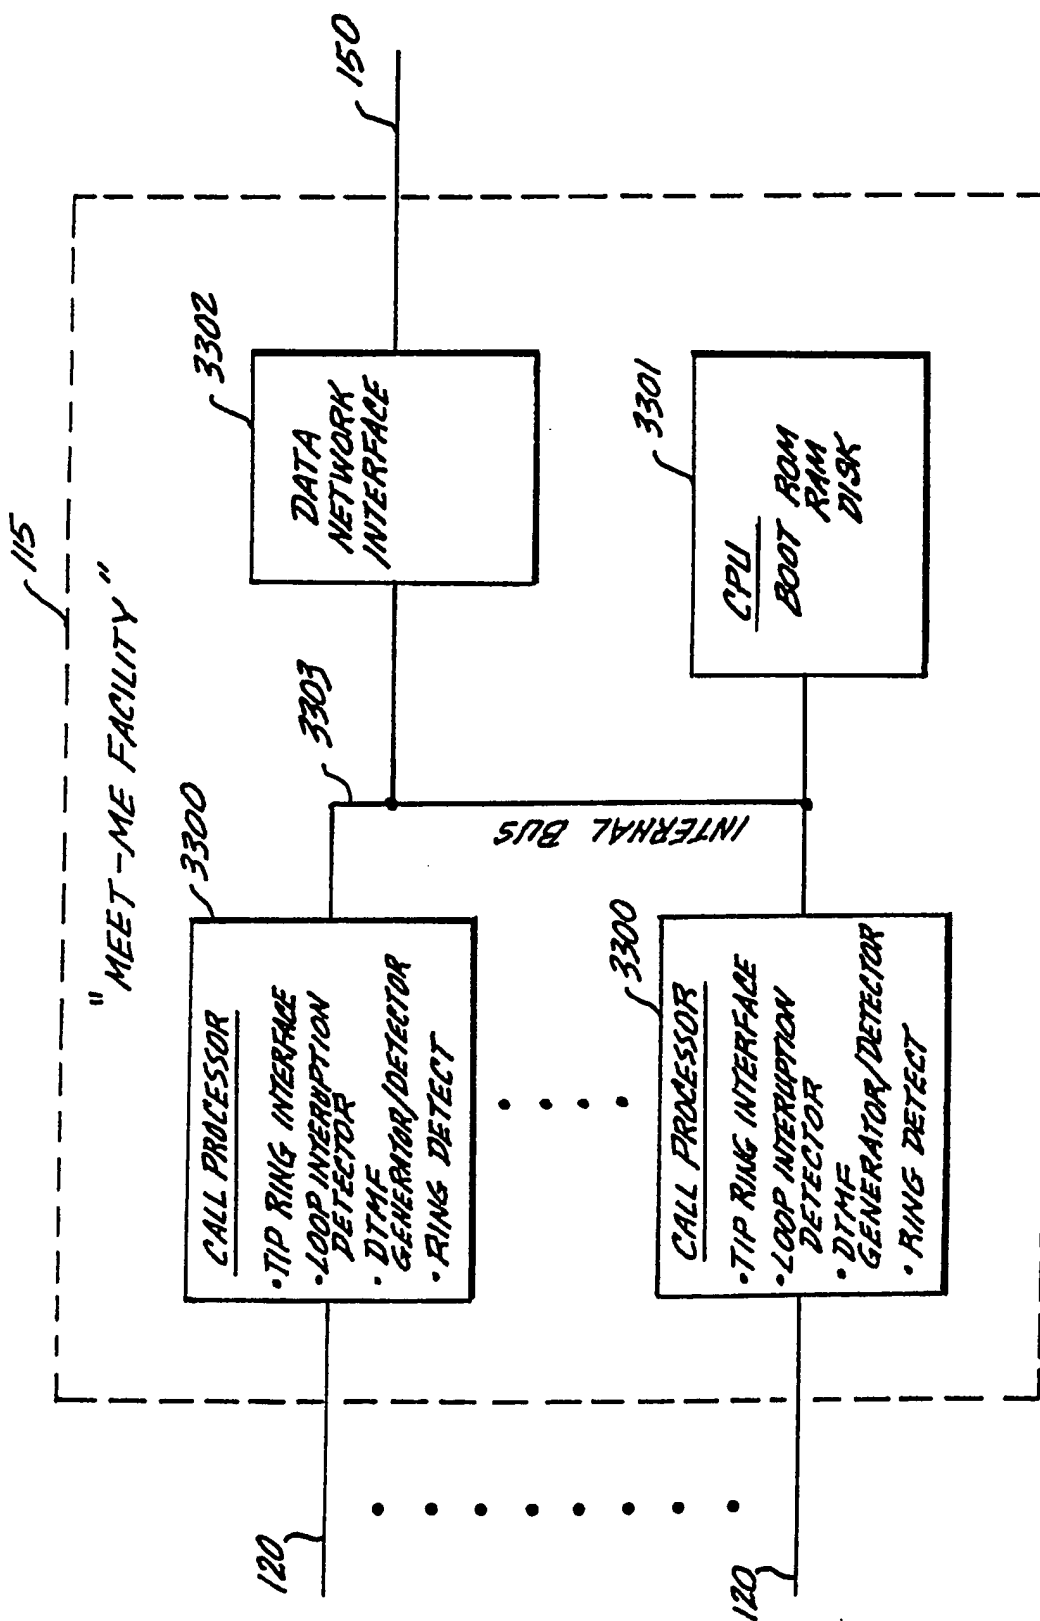 115
"MEET-ME FACILITY"
3300
CALL PROCESSOR
•TIP RING INTERFACE
•LOOP INTERUPTION
DETECTOR
•DTMF
GENERATOR/DETECTOR
•RING DETECT
120
3303
INTERNAL BUS
3302
DATA
NETWORK
INTERFACE
150
3300
CALL PROCESSOR
•TIP RING INTERFACE
•LOOP INTERUPTION
DETECTOR
•DTMF
GENERATOR/DETECTOR
•RING DETECT
120
3301
CPU
BOOT ROM
RAM
DISK